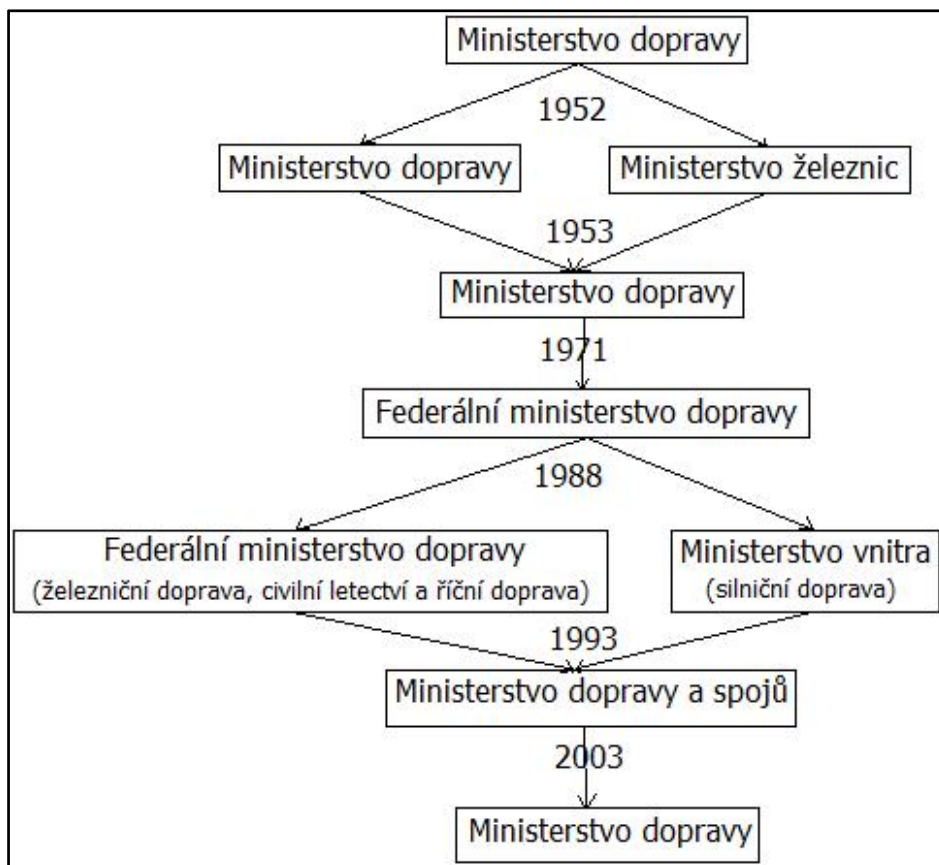 Ministerstvo dopravy
1952
Ministerstvo dopravy
Ministerstvo železnic
1953
Ministerstvo dopravy
1971
Federální ministerstvo dopravy
1988
Federální ministerstvo dopravy
(železniční doprava, civilní letectví a říční doprava)
Ministerstvo vnitra
(silniční doprava)
1993
Ministerstvo dopravy a spojů
2003
Ministerstvo dopravy